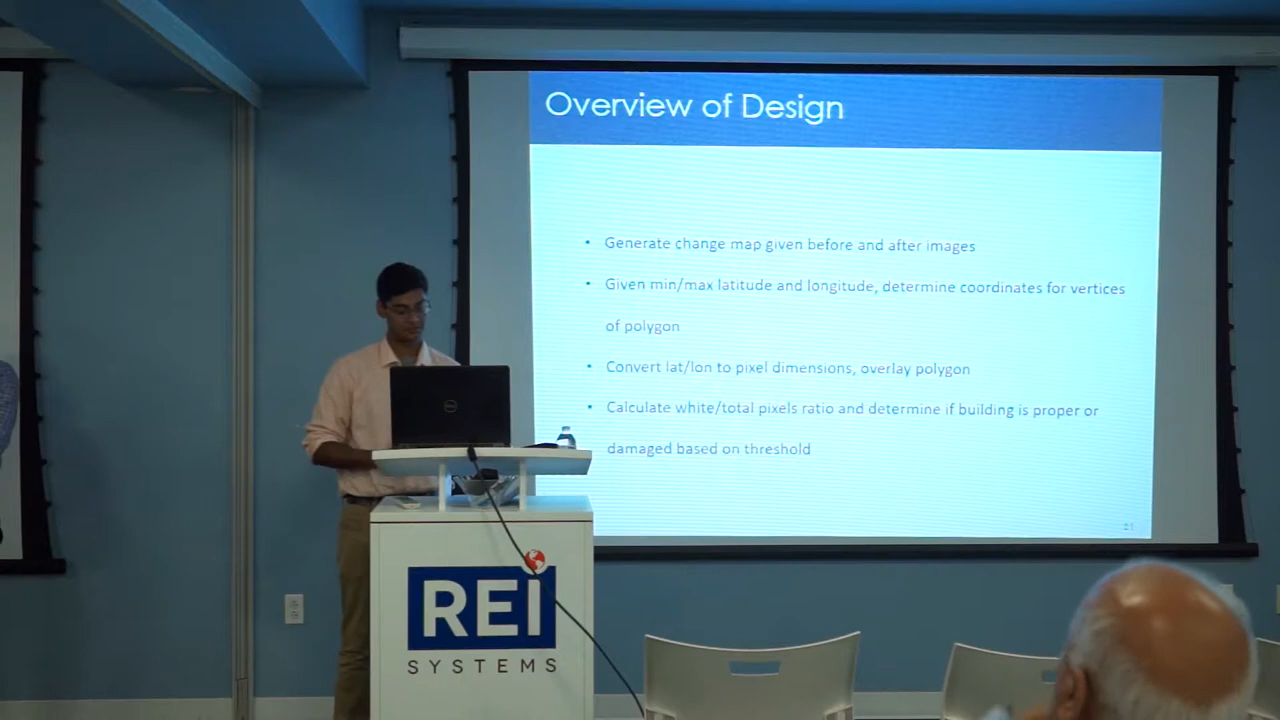 Overview of Design
• Generate change map given before and after images
• Given min/max latitude and longitude, determine coordinates for vertices
of polygon
• Convert lat/lon to pixel dimensions, overlay polygon
• Calculate white/total pixels ratio and determine if building is proper or
damaged based on threshold
21
DELL
REI
SYSTEMS